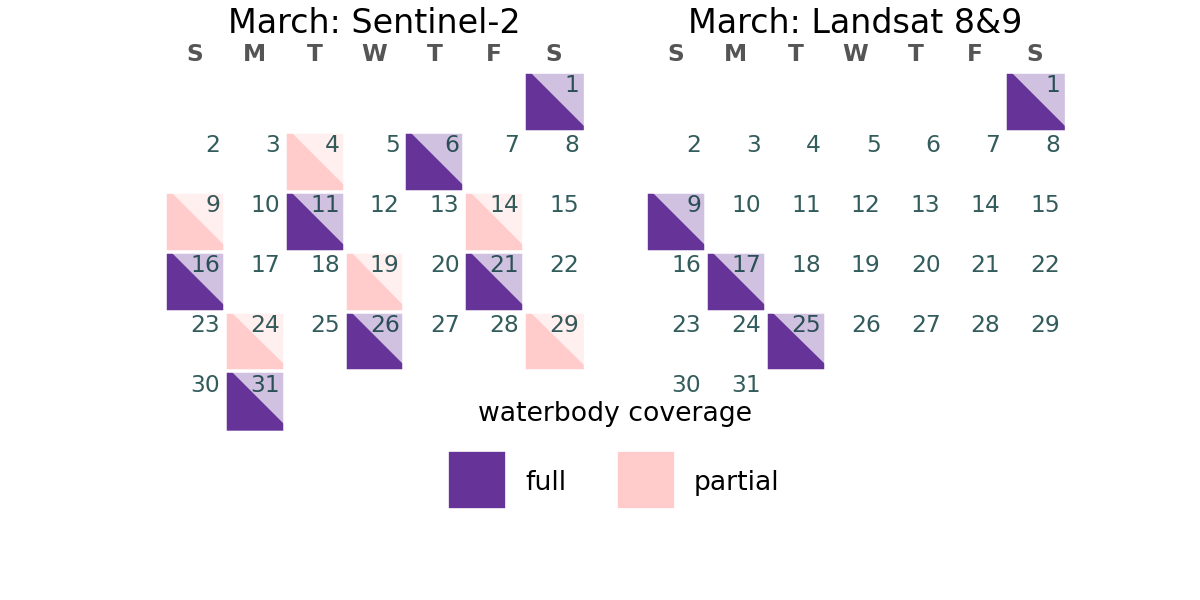 March: Sentinel-2
S M T W T F S
1
2 3 4 5 6 7 8
9 10 11 12 13 14 15
16 17 18 19 20 21 22
23 24 25 26 27 28 29
30 31
March: Landsat 8&9
S M T W T F S
1
2 3 4 5 6 7 8
9 10 11 12 13 14 15
16 17 18 19 20 21 22
23 24 25 26 27 28 29
30 31
waterbody coverage
full partial